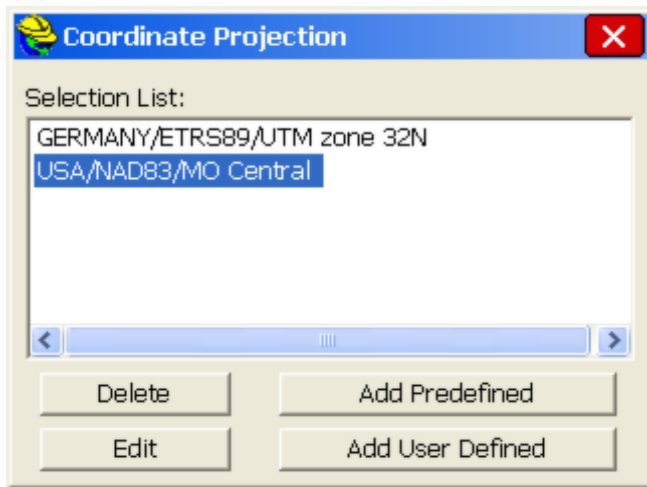 Coordinate Projection
Selection List:
GERMANY/ETRS89/UTM zone 32N
USA/NAD83/MO Central
Delete
Add Predefined
Edit
Add User Defined